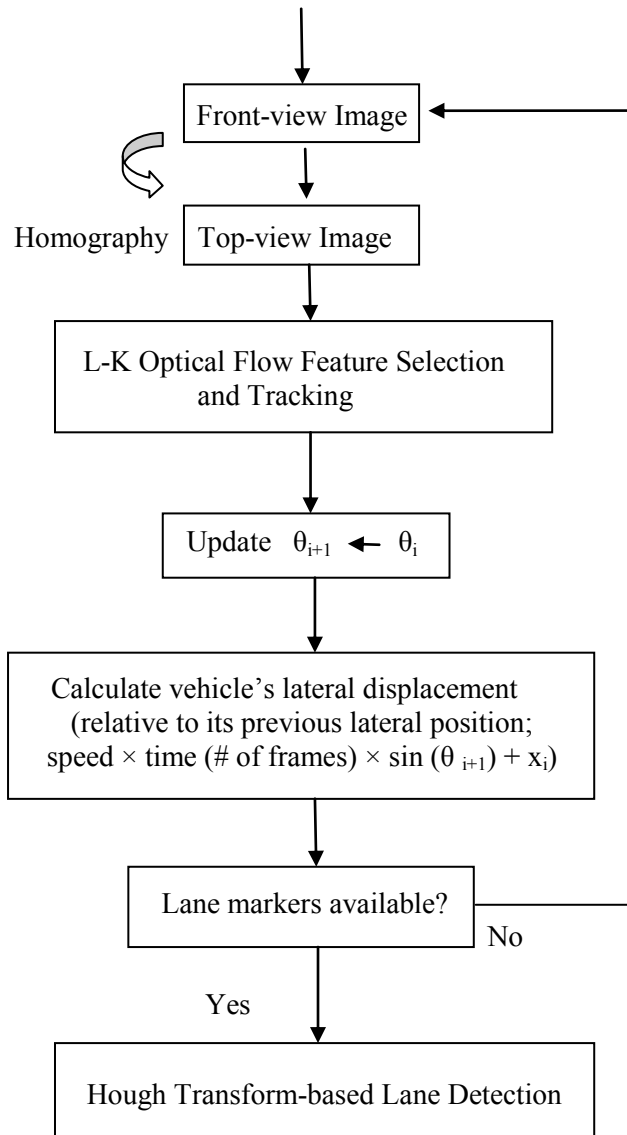 Front-view Image
Homography
Top-view Image
L-K Optical Flow Feature Selection
and Tracking
Update θi+1 ← θi
Calculate vehicle’s lateral displacement
(relative to its previous lateral position;
speed × time (# of frames) × sin (θ i+1) + xi)
Lane markers available?
No
Yes
Hough Transform-based Lane Detection